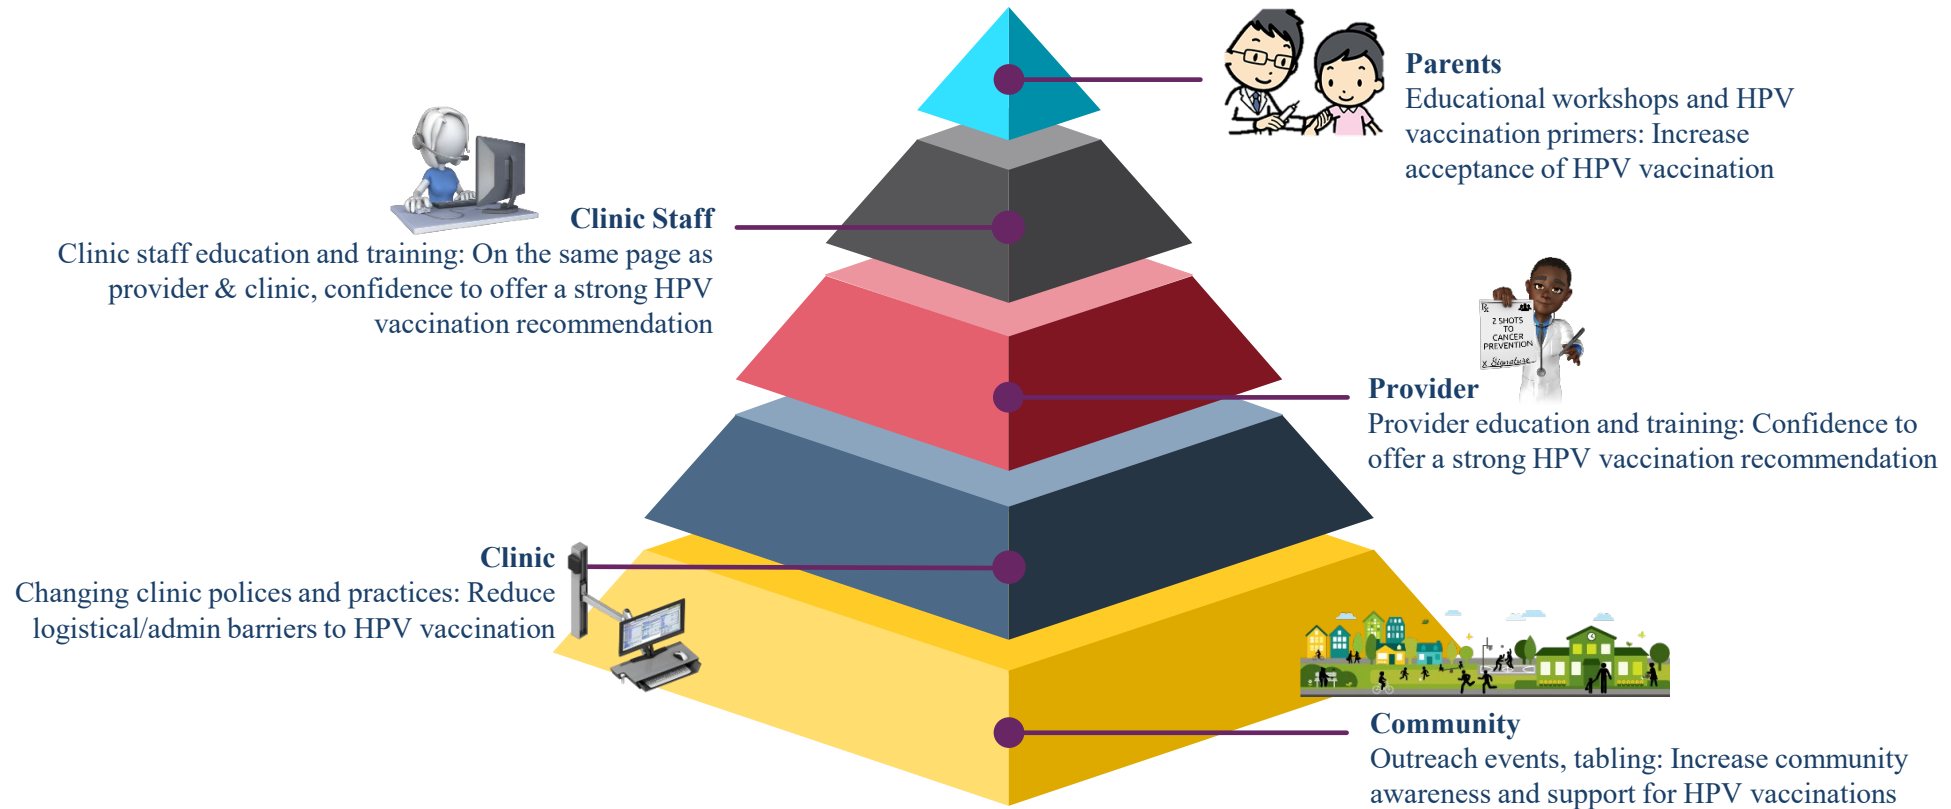 Parents
Educational workshops and HPV
vaccination primers: Increase
acceptance of HPV vaccination
Clinic Staff
Clinic staff education and training: On the same page as
provider & clinic, confidence to offer a strong HPV
vaccination recommendation
Rx
2 SHOTS
TO
CANCER
PREVENTION
X Signature
Provider
Provider education and training: Confidence to
offer a strong HPV vaccination recommendation
Clinic
Changing clinic polices and practices: Reduce
logistical/admin barriers to HPV vaccination
Community
Outreach events, tabling: Increase community
awareness and support for HPV vaccinations